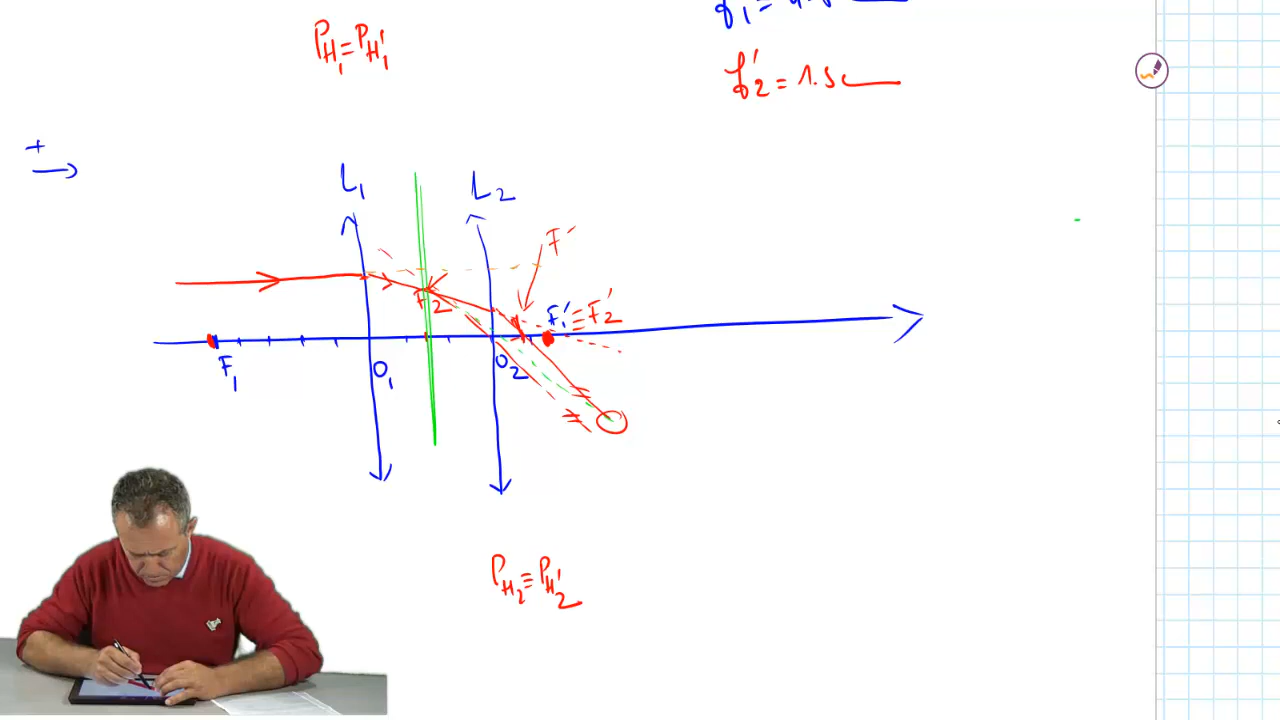 P_H₁ = P_H'₁
f'₂ = 1.5 c
+
L₁
L₂
F'
F₂
F'₁ ≡ F'₂
F₁
O₁
O₂
P_H₂ ≡ P_H'₂